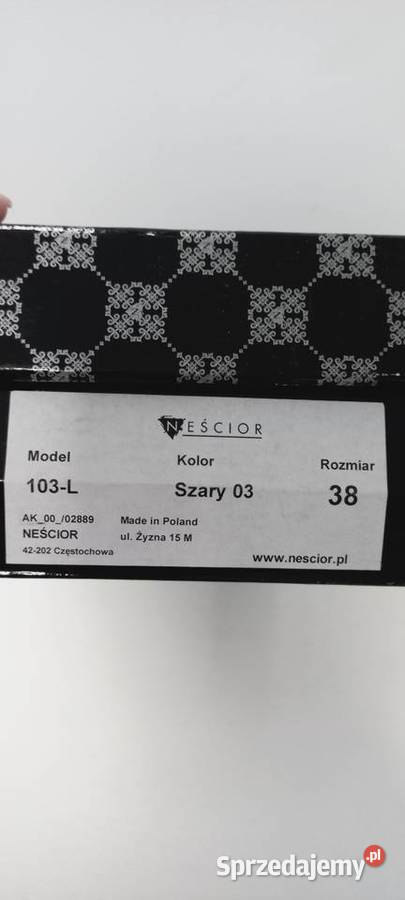 NEŚCIOR
Model Kolor Rozmiar
103-L Szary 03 38
AK_00_/02889 Made in Poland
NEŚCIOR ul. Żyzna 15 M
42-202 Częstochowa www.nescior.pl
Sprzedajemy.pl